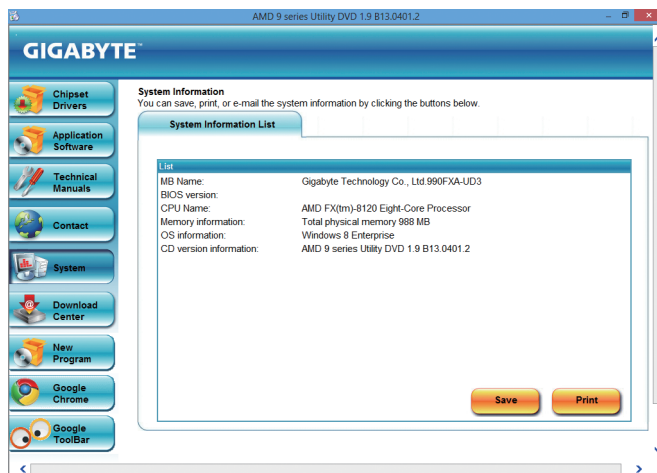 AMD 9 series Utility DVD 1.9 B13.0401.2
GIGABYTE™
Chipset
Drivers
Application
Software
Technical
Manuals
Contact
System
Download
Center
New
Program
Google
Chrome
Google
ToolBar
System Information
You can save, print, or e-mail the system information by clicking the buttons below.
System Information List
List
MB Name: Gigabyte Technology Co., Ltd.990FXA-UD3
BIOS version:
CPU Name: AMD FX(tm)-8120 Eight-Core Processor
Memory information: Total physical memory 988 MB
OS information: Windows 8 Enterprise
CD version information: AMD 9 series Utility DVD 1.9 B13.0401.2
Save Print